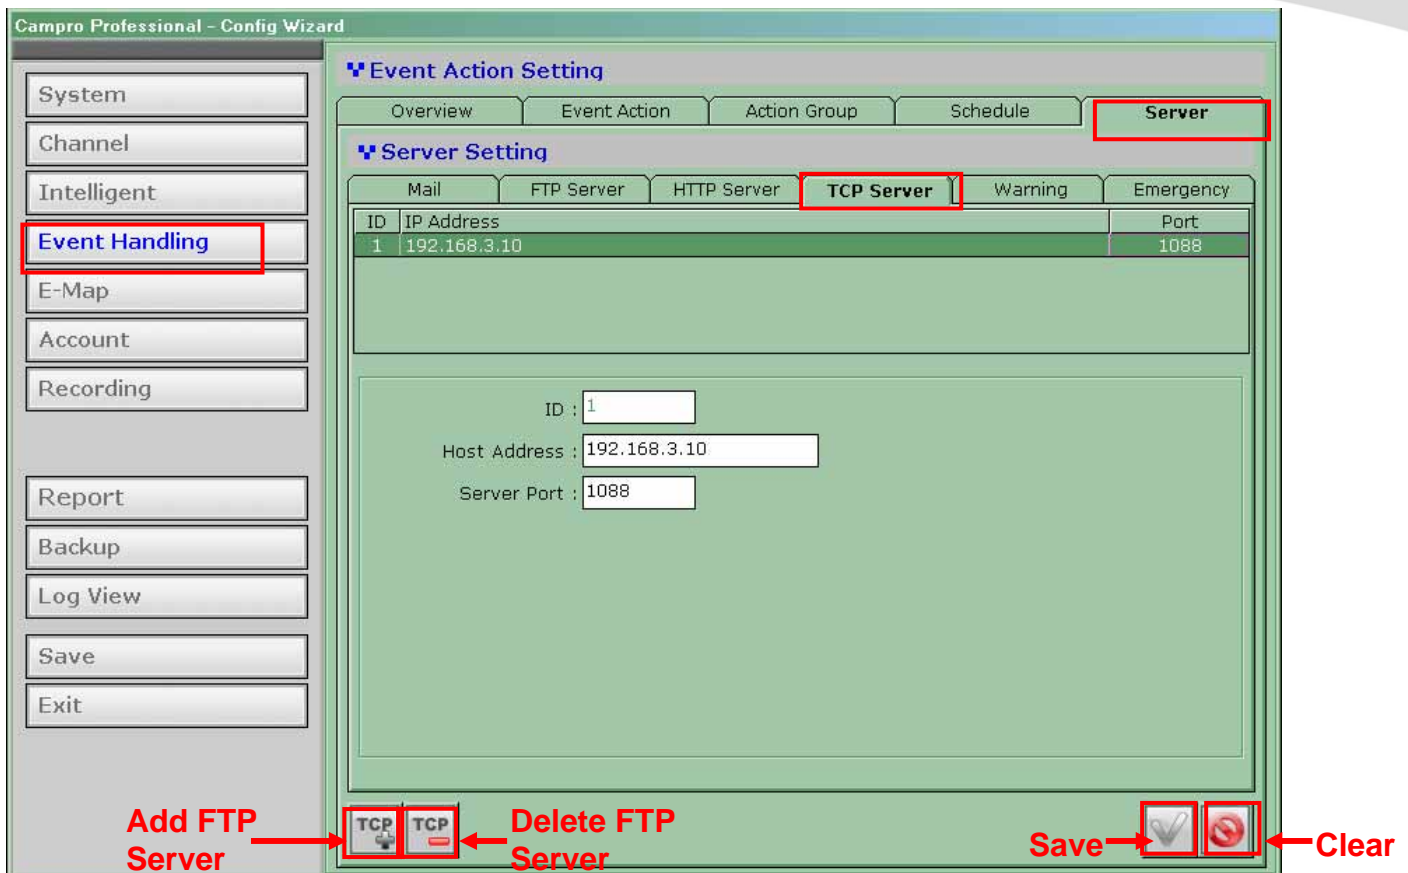 Campro Professional - Config Wizard
System
Channel
Intelligent
Event Handling
E-Map
Account
Recording
Report
Backup
Log View
Save
Exit
Event Action Setting
Overview Event Action Action Group Schedule Server
Server Setting
Mail FTP Server HTTP Server TCP Server Warning Emergency
ID IP Address Port
1 192.168.3.10 1088
ID : 1
Host Address : 192.168.3.10
Server Port : 1088
TCP TCP
Add FTP
Server
Delete FTP
Server
Save
Clear